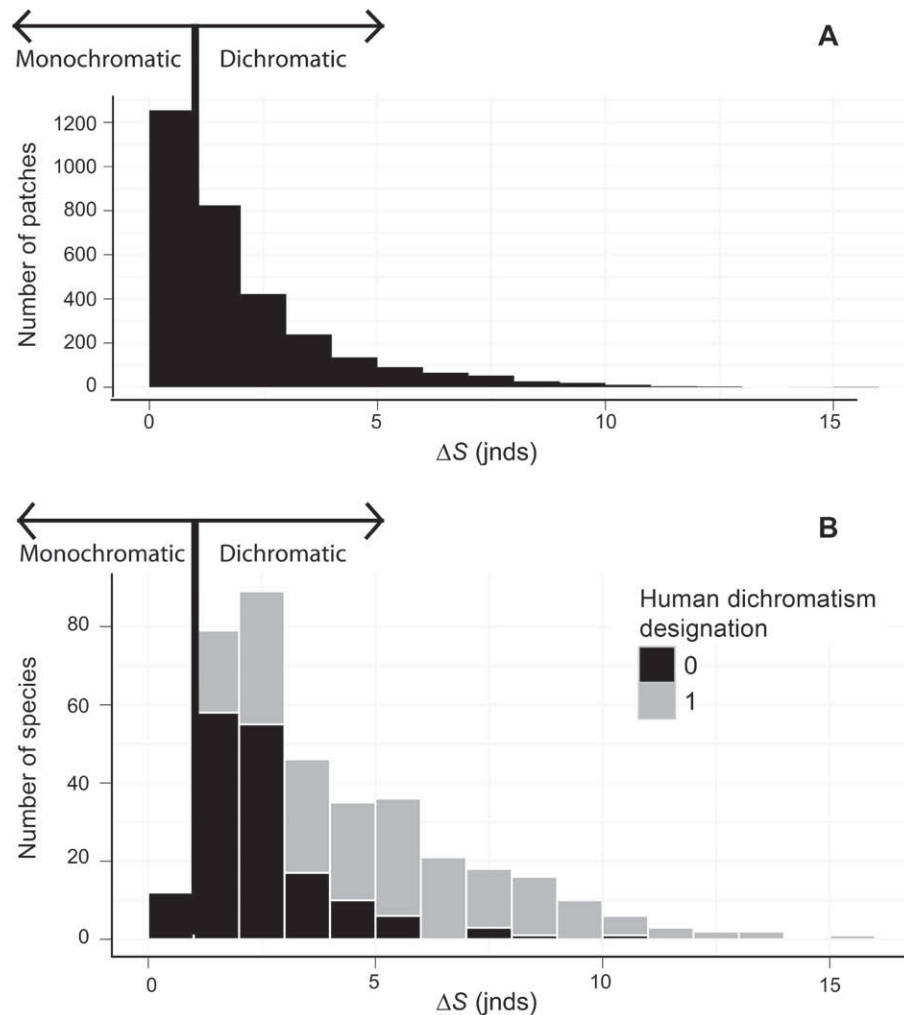 A
Monochromatic Dichromatic
Number of patches
1200
1000
800
600
400
200
0
0 5 10 15
ΔS (jnds)
B
Monochromatic Dichromatic
Human dichromatism
designation
0
1
Number of species
80
60
40
20
0
0 5 10 15
ΔS (jnds)